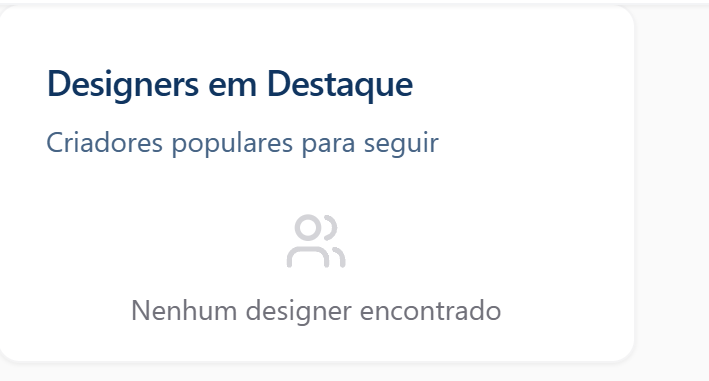 Designers em Destaque
Criadores populares para seguir
Nenhum designer encontrado